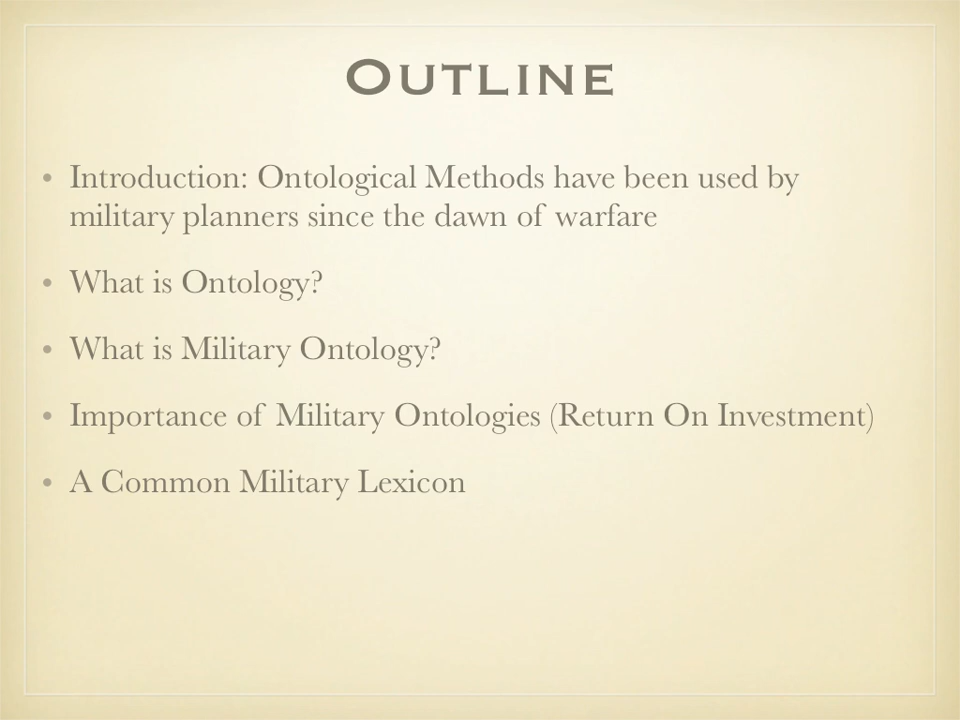 Outline
• Introduction: Ontological Methods have been used by
military planners since the dawn of warfare
• What is Ontology?
• What is Military Ontology?
• Importance of Military Ontologies (Return On Investment)
• A Common Military Lexicon